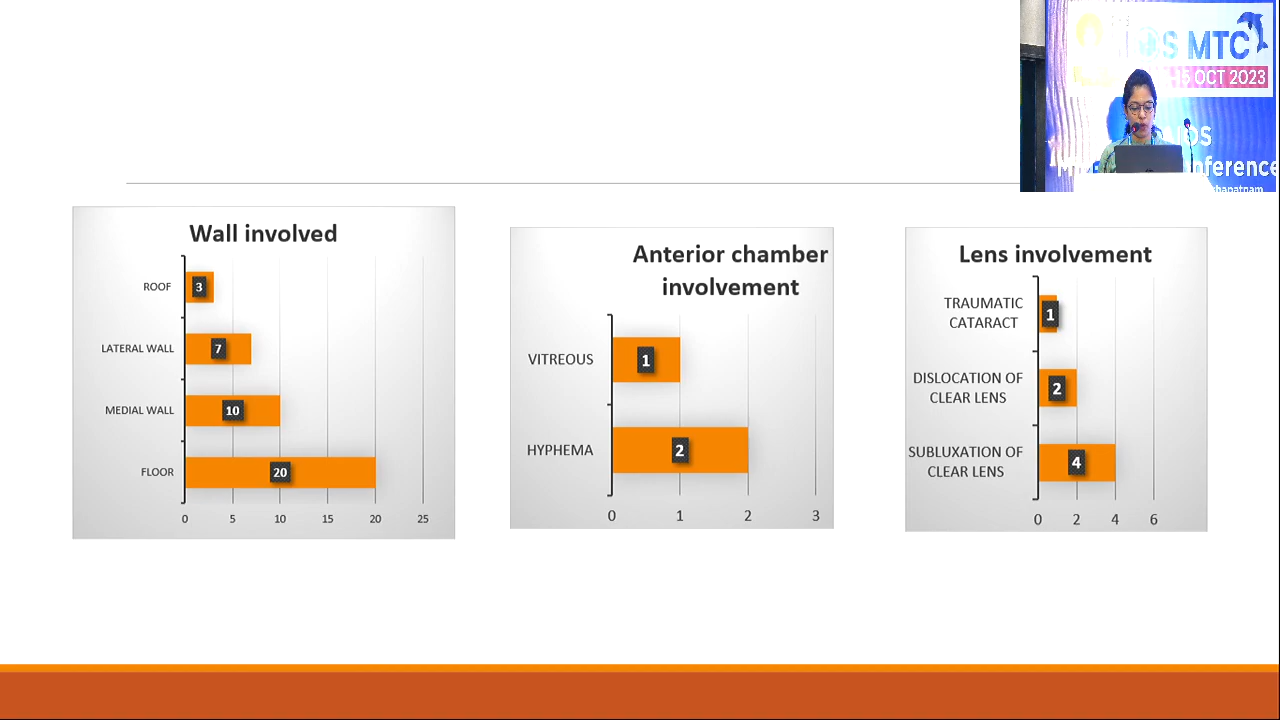 S MTC
OCT 2023
Wall involved
ROOF
3
LATERAL WALL
7
MEDIAL WALL
10
FLOOR
20
0 5 10 15 20 25
Anterior chamber
involvement
VITREOUS
1
HYPHEMA
2
0 1 2 3
Lens involvement
TRAUMATIC
CATARACT
1
DISLOCATION OF
CLEAR LENS
2
SUBLUXATION OF
CLEAR LENS
4
0 2 4 6